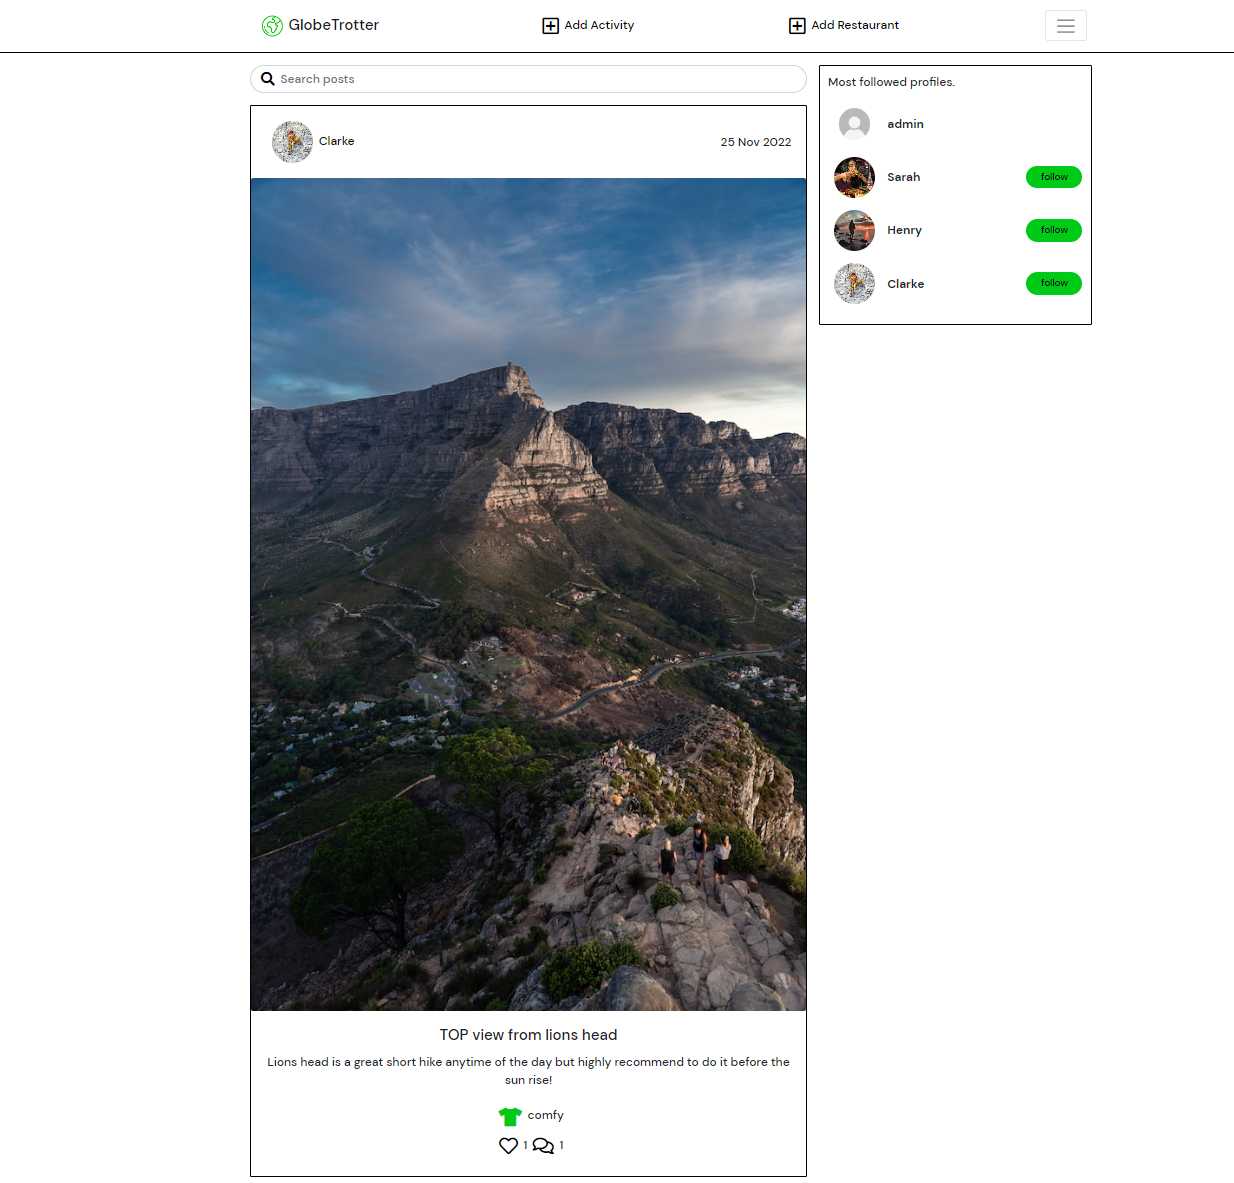 GlobeTrotter
Add Activity
Add Restaurant
Search posts
Clarke
25 Nov 2022
TOP view from lions head
Lions head is a great short hike anytime of the day but highly recommend to do it before the
sun rise!
comfy
1 1
Most followed profiles.
admin
Sarah follow
Henry follow
Clarke follow